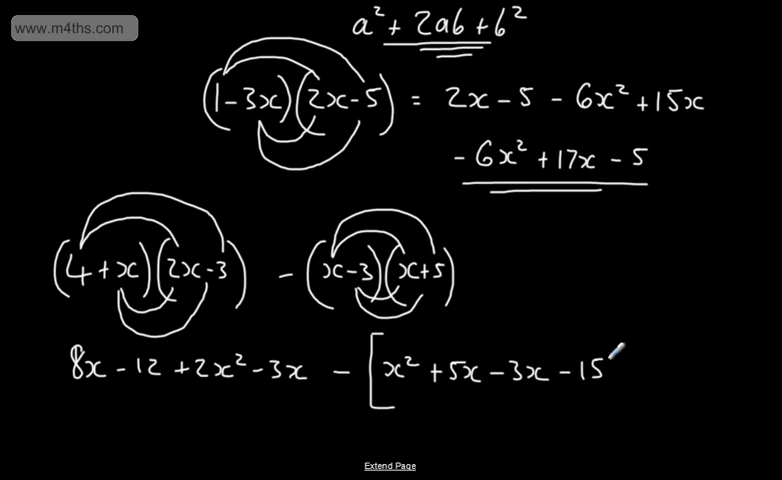 www.m4ths.com
a² + 2ab + b²
(1 - 3x)(2x - 5) = 2x - 5 - 6x² + 15x
- 6x² + 17x - 5
(4 + x)(2x - 3) - (x - 3)(x + 5)
8x - 12 + 2x² - 3x - [x² + 5x - 3x - 15
Extend Page